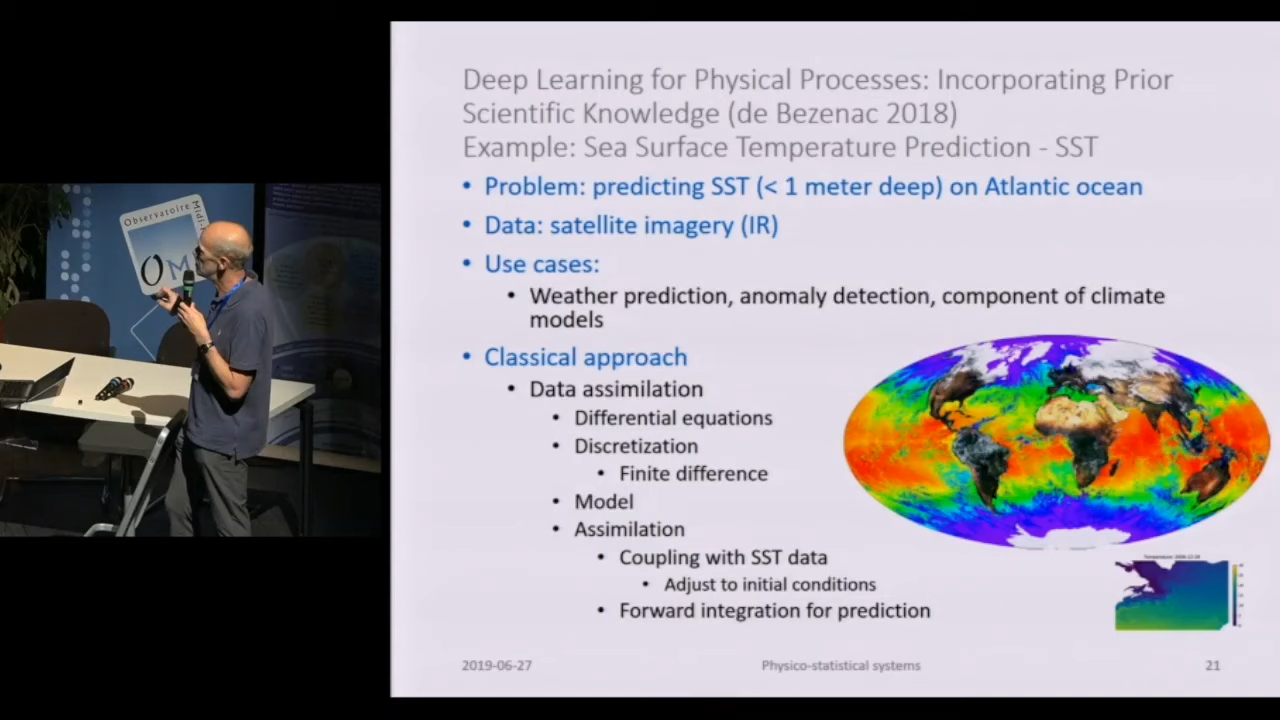 Deep Learning for Physical Processes: Incorporating Prior
Scientific Knowledge (de Bezenac 2018)
Example: Sea Surface Temperature Prediction - SST
• Problem: predicting SST (< 1 meter deep) on Atlantic ocean
• Data: satellite imagery (IR)
• Use cases:
• Weather prediction, anomaly detection, component of climate
models
• Classical approach
• Data assimilation
• Differential equations
• Discretization
• Finite difference
• Model
• Assimilation
• Coupling with SST data
• Adjust to initial conditions
• Forward integration for prediction
2019-06-27
Physico-statistical systems
21
Observatoire
Midi
OM